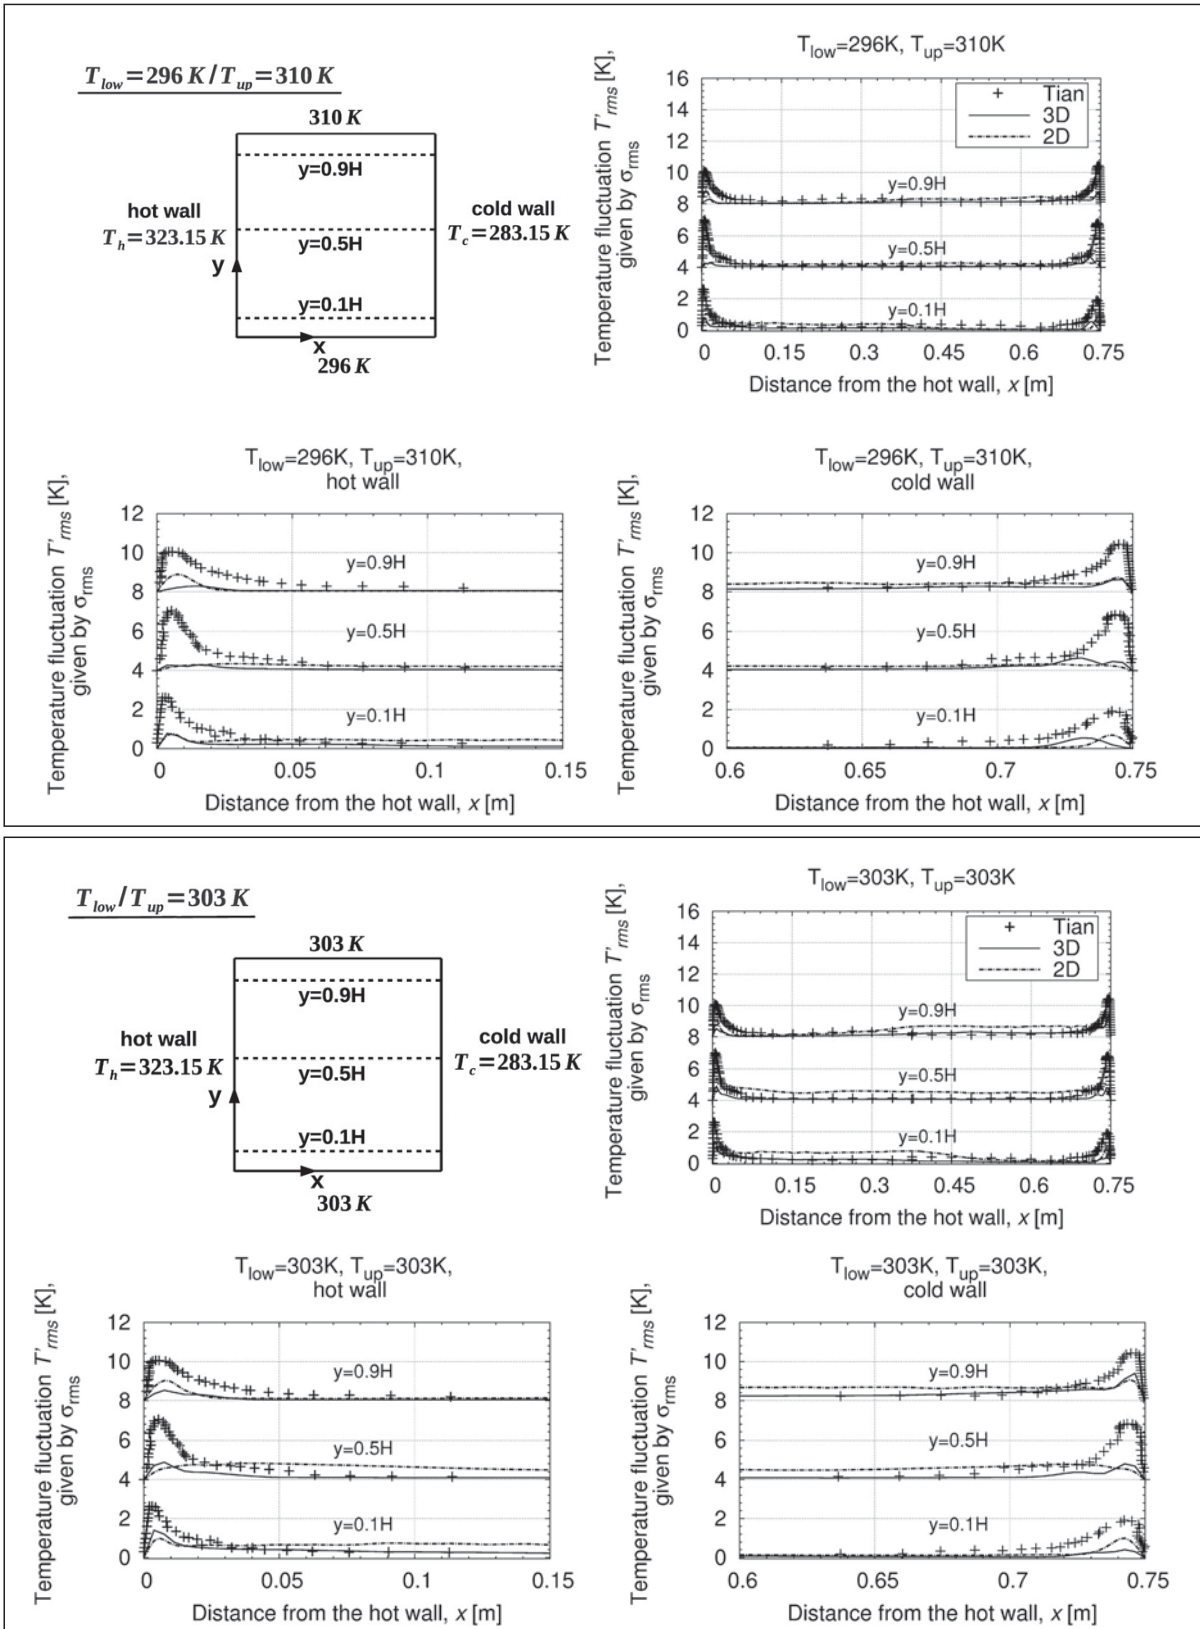 T_low=296 K/T_up=310 K
310 K
y=0.9H
hot wall
T_h=323.15 K
y=0.5H
cold wall
T_c=283.15 K
y
y=0.1H
x
296 K
T_low=296K, T_up=310K
Temperature fluctuation T'_rms [K],
given by σ_rms
16
14
12
10
8
6
4
2
0
Tian
3D
2D
y=0.9H
y=0.5H
y=0.1H
0 0.15 0.3 0.45 0.6 0.75
Distance from the hot wall, x [m]
T_low=296K, T_up=310K,
hot wall
Temperature fluctuation T'_rms [K],
given by σ_rms
12
10
8
6
4
2
0
y=0.9H
y=0.5H
y=0.1H
0 0.05 0.1 0.15
Distance from the hot wall, x [m]
T_low=296K, T_up=310K,
cold wall
Temperature fluctuation T'_rms [K],
given by σ_rms
12
10
8
6
4
2
0
y=0.9H
y=0.5H
y=0.1H
0.6 0.65 0.7 0.75
Distance from the hot wall, x [m]
T_low/T_up=303 K
303 K
y=0.9H
hot wall
T_h=323.15 K
y=0.5H
cold wall
T_c=283.15 K
y
y=0.1H
x
303 K
T_low=303K, T_up=303K
Temperature fluctuation T'_rms [K],
given by σ_rms
16
14
12
10
8
6
4
2
0
Tian
3D
2D
y=0.9H
y=0.5H
y=0.1H
0 0.15 0.3 0.45 0.6 0.75
Distance from the hot wall, x [m]
T_low=303K, T_up=303K,
hot wall
Temperature fluctuation T'_rms [K],
given by σ_rms
12
10
8
6
4
2
0
y=0.9H
y=0.5H
y=0.1H
0 0.05 0.1 0.15
Distance from the hot wall, x [m]
T_low=303K, T_up=303K,
cold wall
Temperature fluctuation T'_rms [K],
given by σ_rms
12
10
8
6
4
2
0
y=0.9H
y=0.5H
y=0.1H
0.6 0.65 0.7 0.75
Distance from the hot wall, x [m]